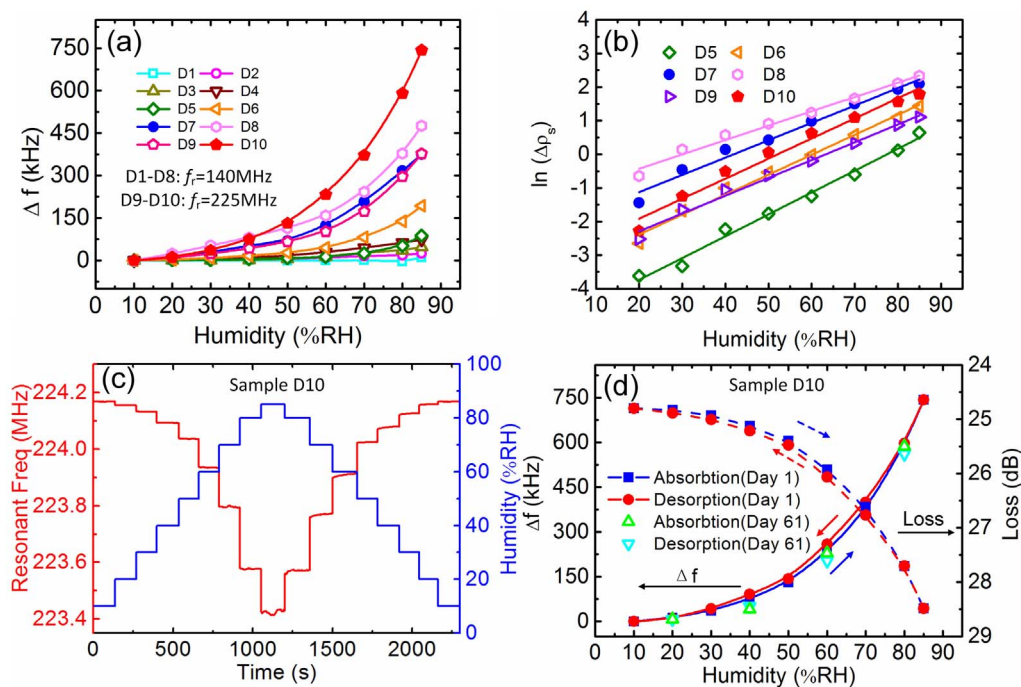 (a)
Δ f (kHz)
750
600
450
300
150
0
D1 D2
D3 D4
D5 D6
D7 D8
D9 D10
D1-D8: fr=140MHz
D9-D10: fr=225MHz
0 10 20 30 40 50 60 70 80 90
Humidity (%RH)
(b)
ln (Δρs)
4
3
2
1
0
-1
-2
-3
-4
D5 D6
D7 D8
D9 D10
10 20 30 40 50 60 70 80 90
Humidity (%RH)
(c)
Sample D10
Resonant Freq (MHz)
224.2
224.0
223.8
223.6
223.4
100
80
60
40
20
0
Humidity (%RH)
0 500 1000 1500 2000
Time (s)
(d)
Sample D10
Δf (kHz)
750
600
450
300
150
0
Absorbtion(Day 1)
Desorption(Day 1)
Absorbtion(Day 61)
Desorption(Day 61)
Loss
Δ f
24
25
26
27
28
29
Loss (dB)
0 10 20 30 40 50 60 70 80 90
Humidity (%RH)